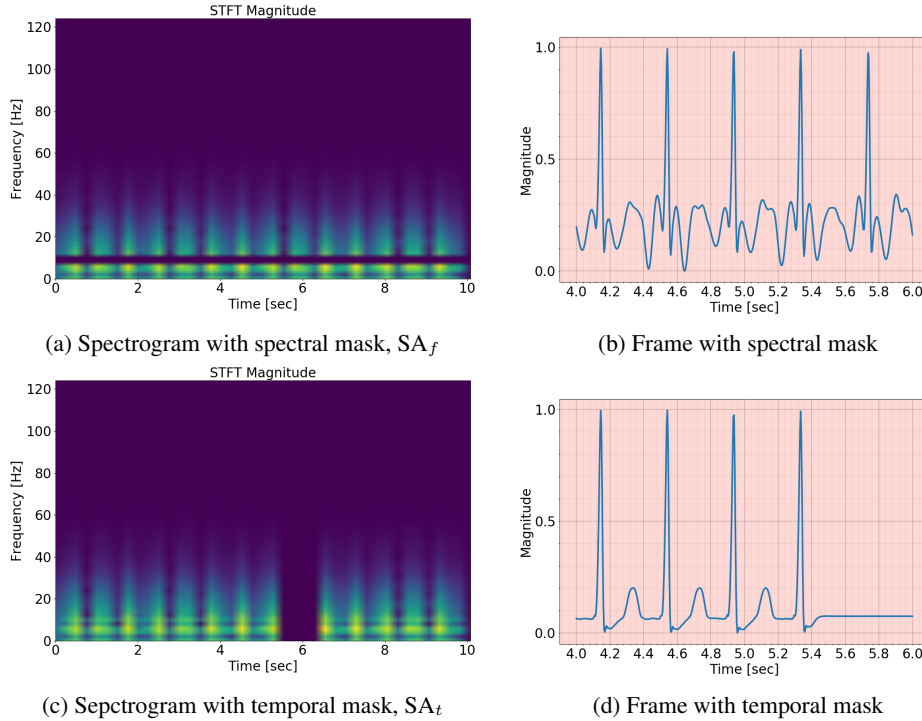 STFT Magnitude
120
100
80
60
40
20
0
Frequency [Hz]
0 2 4 6 8 10
Time [sec]
(a) Spectrogram with spectral mask, SA_f
1.0
0.5
0.0
Magnitude
4.0 4.2 4.4 4.6 4.8 5.0 5.2 5.4 5.6 5.8 6.0
Time [sec]
(b) Frame with spectral mask
STFT Magnitude
120
100
80
60
40
20
0
Frequency [Hz]
0 2 4 6 8 10
Time [sec]
(c) Sepctrogram with temporal mask, SA_t
1.0
0.5
0.0
Magnitude
4.0 4.2 4.4 4.6 4.8 5.0 5.2 5.4 5.6 5.8 6.0
Time [sec]
(d) Frame with temporal mask